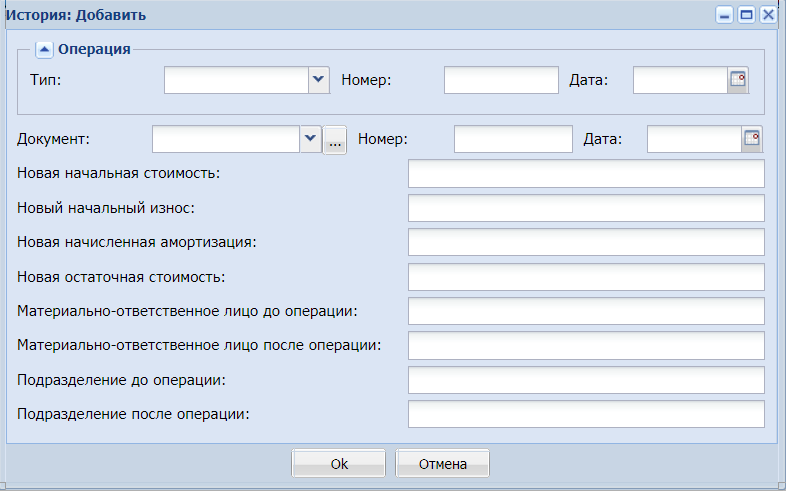 История: Добавить
Операция
Тип: Номер: Дата:
Документ: ... Номер: Дата:
Новая начальная стоимость:
Новый начальный износ:
Новая начисленная амортизация:
Новая остаточная стоимость:
Материально-ответственное лицо до операции:
Материально-ответственное лицо после операции:
Подразделение до операции:
Подразделение после операции:
Ok Отмена